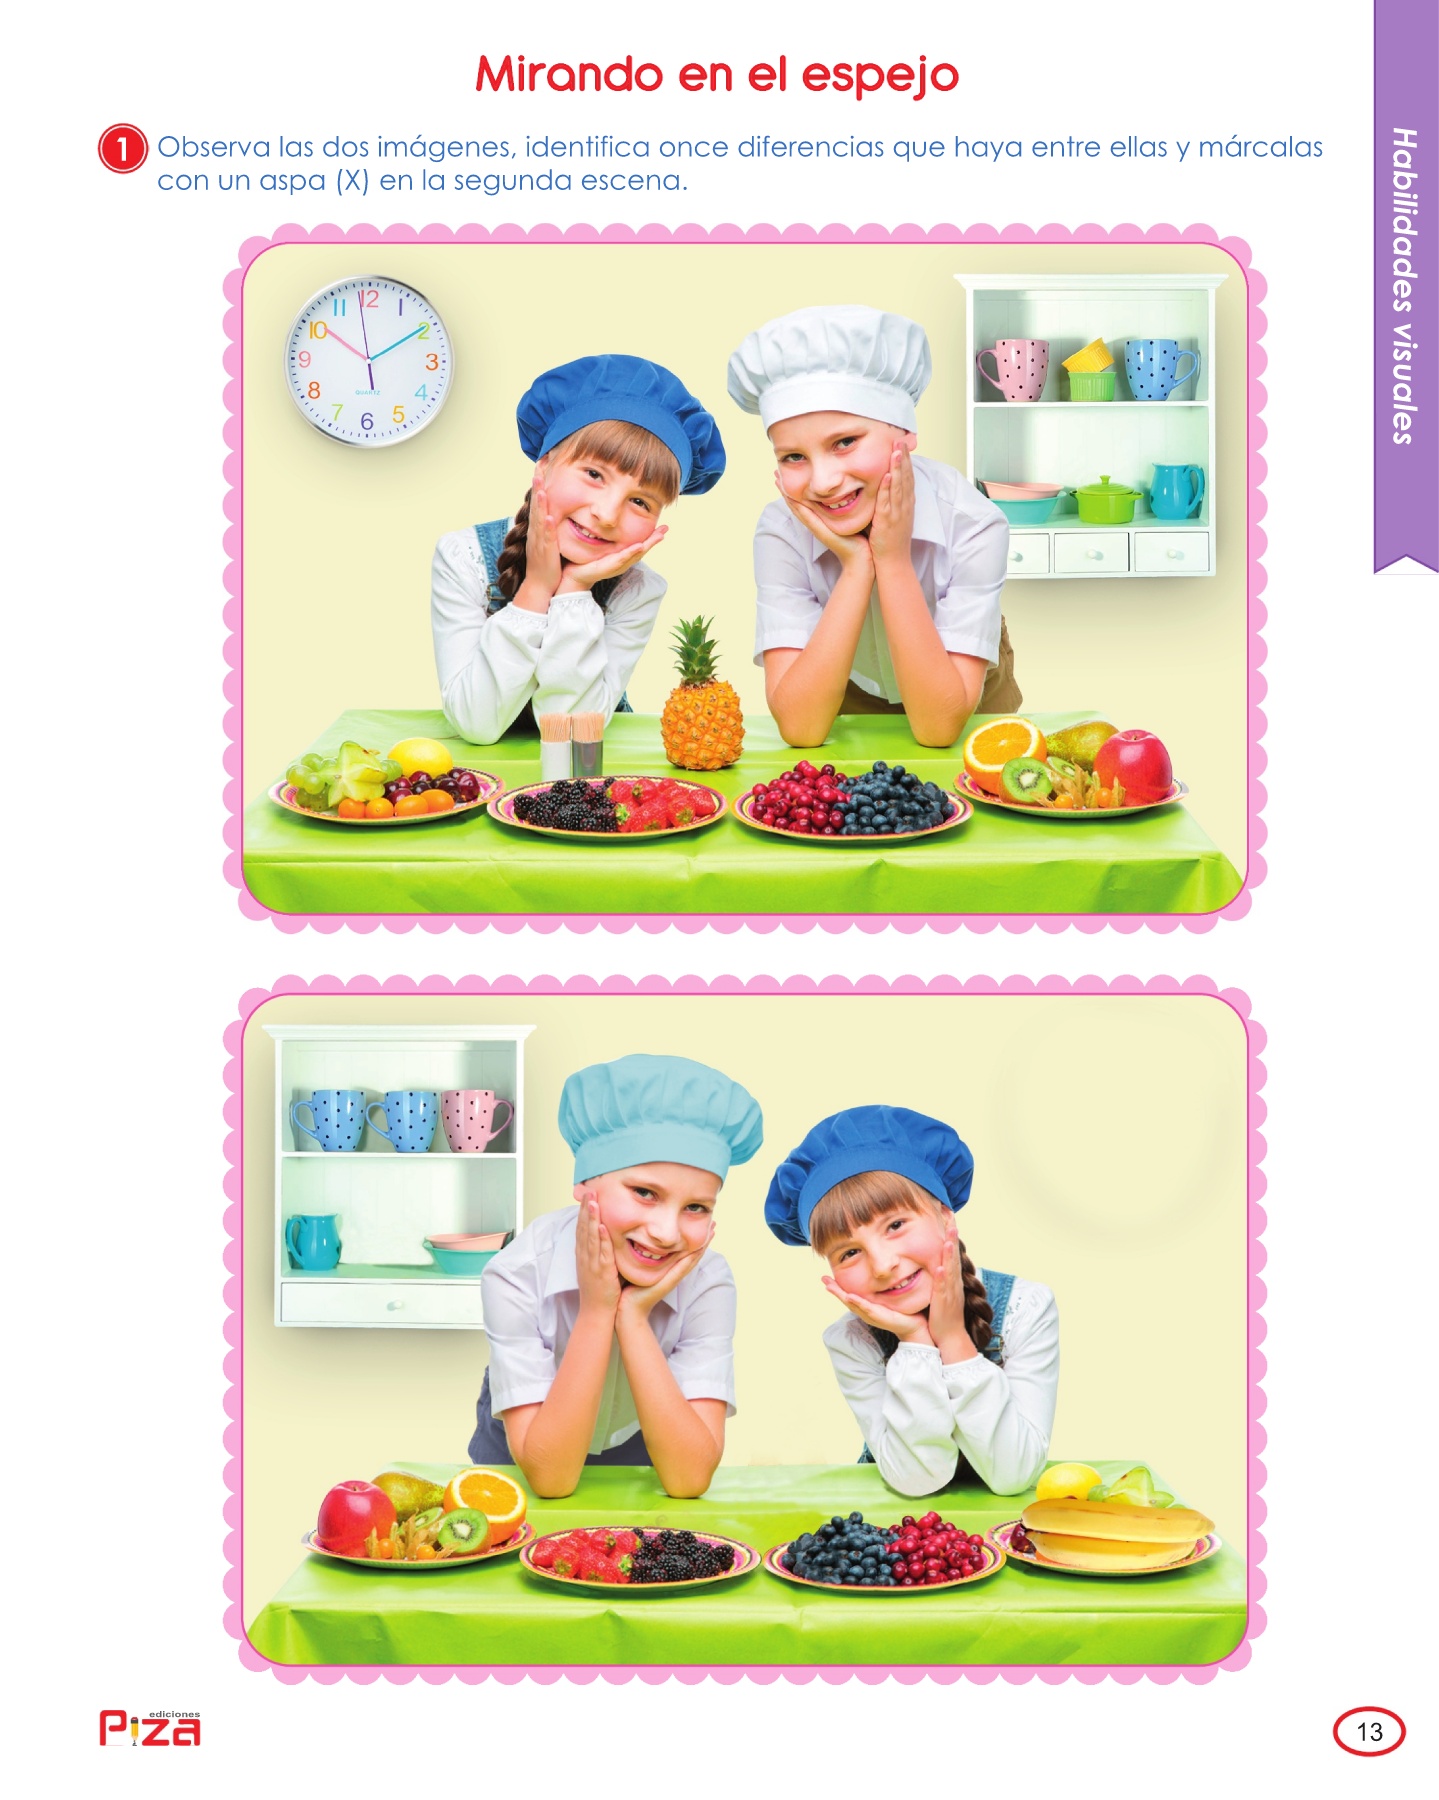 Mirando en el espejo
1 Observa las dos imágenes, identifica once diferencias que haya entre ellas y márcalas
con un aspa (X) en la segunda escena.
Habilidades visuales
12
11 1
10 2
9 3
8 4
QUARTZ
7 5
6
ediciones
Piza
13